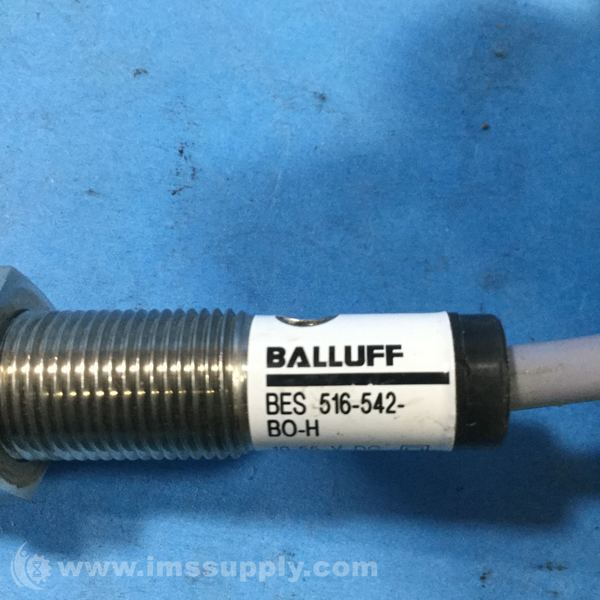 BALLUFF
BES 516-542-
BO-H
www.imssupply.com